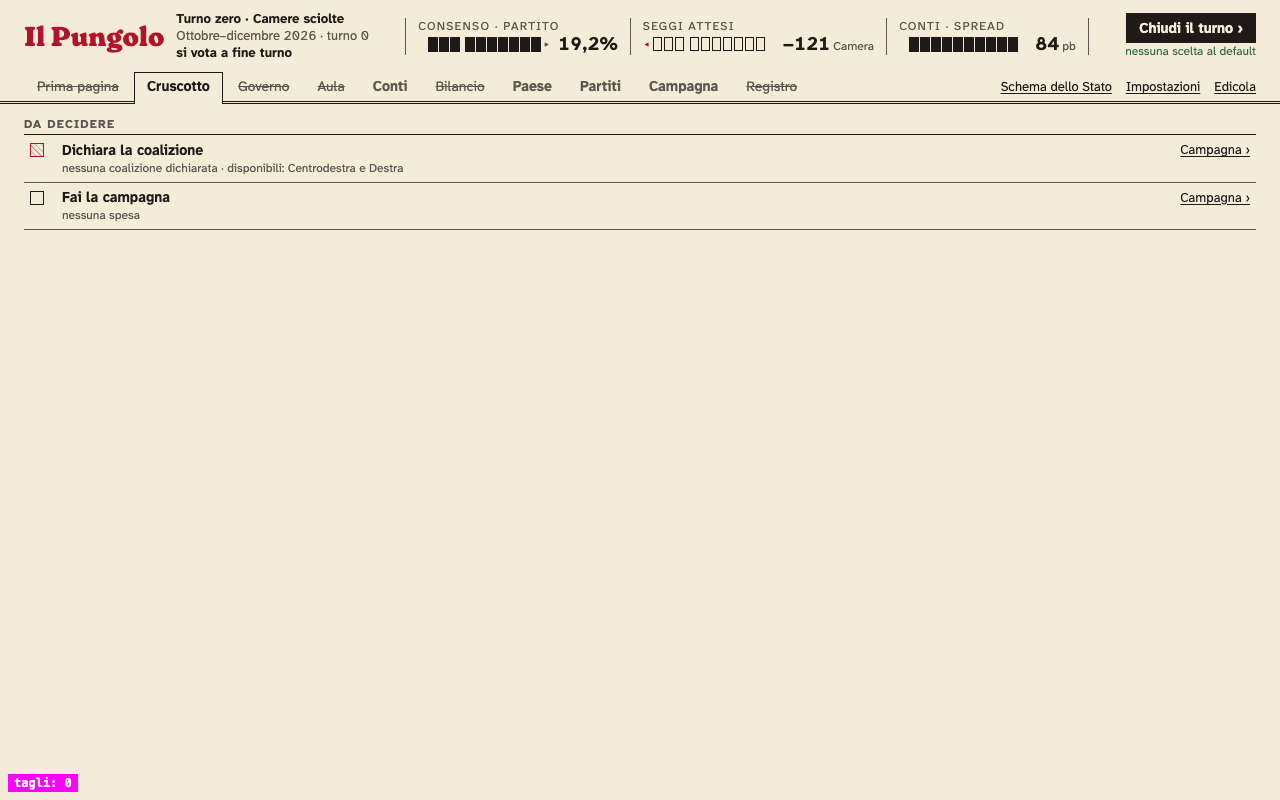 Il Pungolo
Turno zero · Camere sciolte
Ottobre–dicembre 2026 · turno 0
si vota a fine turno
CONSENSO · PARTITO
19,2%
SEGGI ATTESI
−121 Camera
CONTI · SPREAD
84 pb
Chiudi il turno ›
nessuna scelta al default
Prima pagina Cruscotto Governo Aula Conti Bilancio Paese Partiti Campagna Registro Schema dello Stato Impostazioni Edicola
DA DECIDERE
Dichiara la coalizione Campagna ›
nessuna coalizione dichiarata · disponibili: Centrodestra e Destra
Fai la campagna Campagna ›
nessuna spesa
tagli: 0